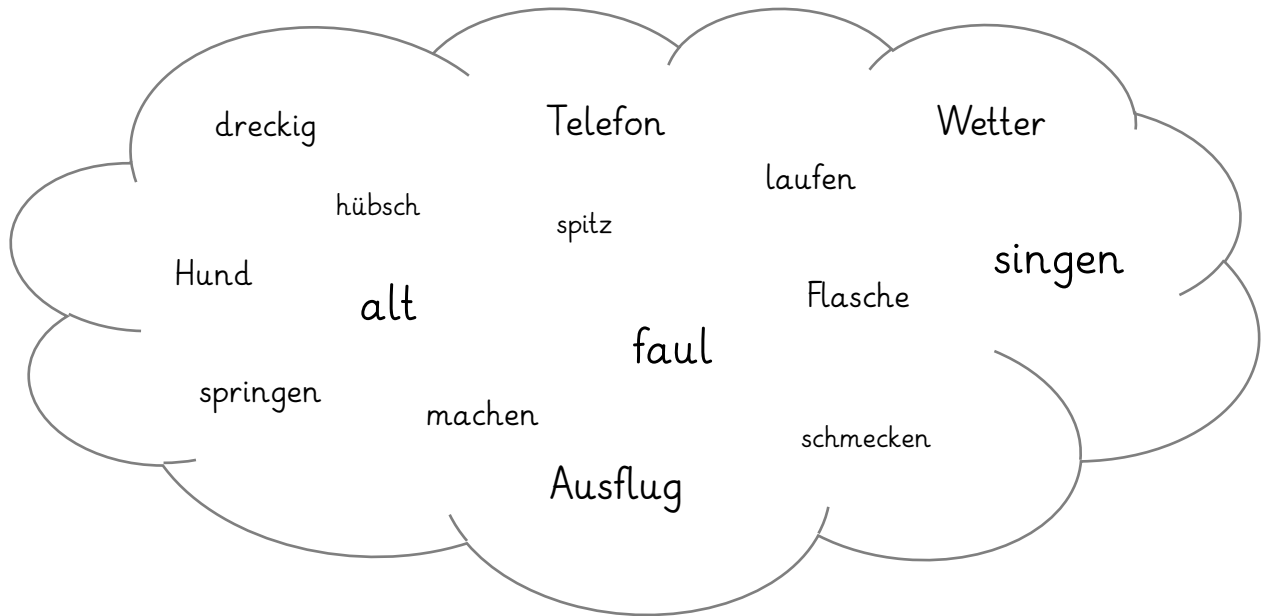 dreckig
Telefon
Wetter
laufen
hübsch
spitz
singen
Hund
alt
Flasche
faul
springen
machen
schmecken
Ausflug